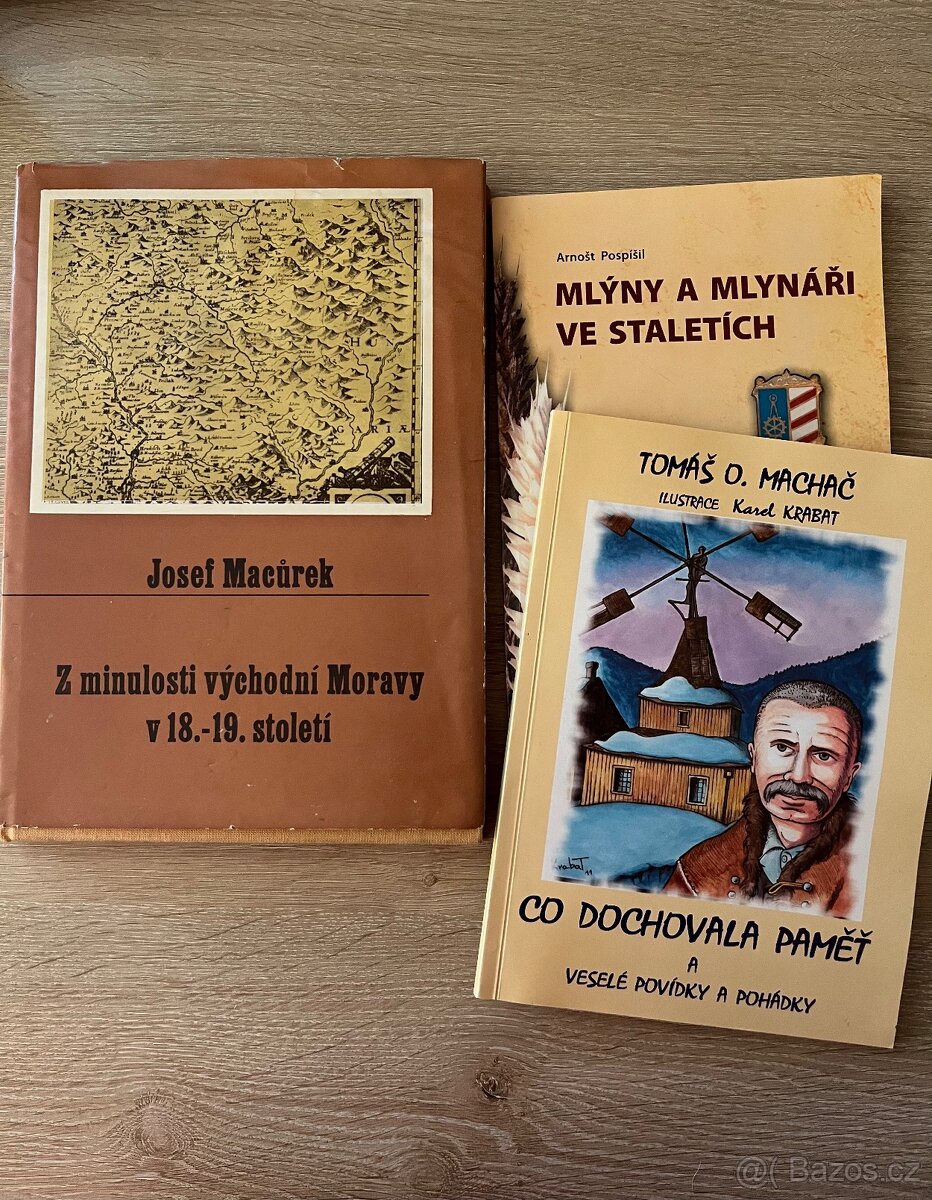 Josef Macůrek
Z minulosti východní Moravy
v 18.-19. století
Arnošt Pospíšil
MLÝNY A MLYNÁŘI
VE STALETÍCH
TOMÁŠ O. MACHAČ
ILUSTRACE Karel KRABAT
CO DOCHOVALA PAMĚŤ
A
VESELÉ POVÍDKY A POHÁDKY
@( Bazos.cz